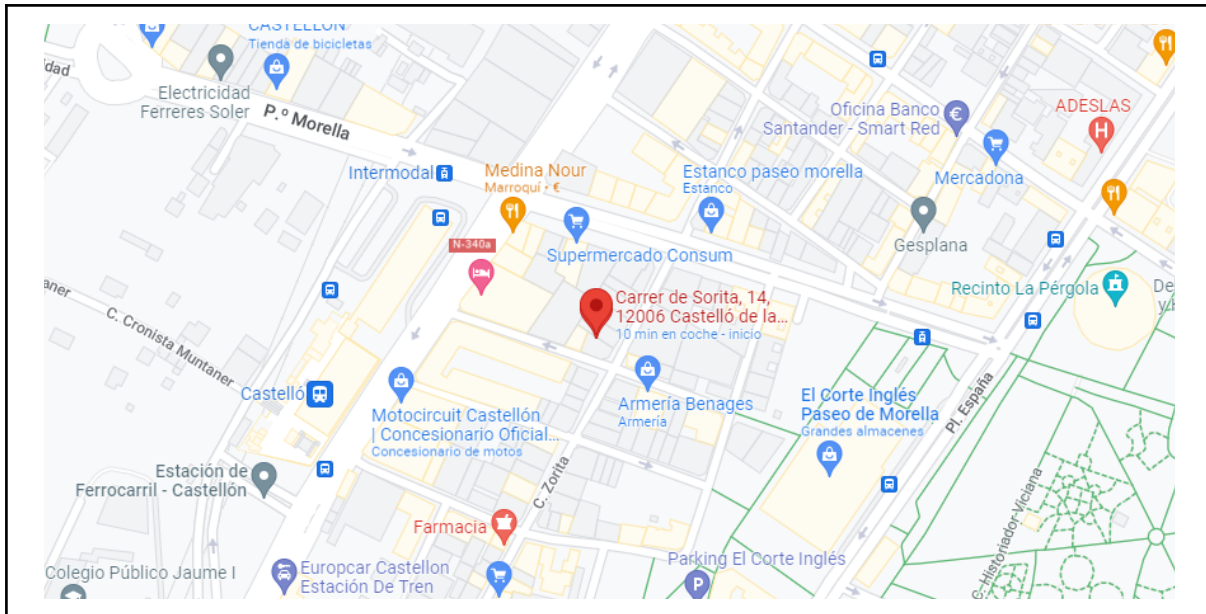 CASTELLÓN
Tienda de bicicletas
idad
Electricidad
Ferreres Soler
P.º Morella
Oficina Banco
Santander - Smart Red
ADESLAS
Intermodal
Medina Nour
Marroquí · €
Estanco paseo morella
Estanco
Mercadona
N-340a
Supermercado Consum
Gesplana
Recinto La Pérgola
De
y
aner
C. Cronista Muntaner
Carrer de Sorita, 14,
12006 Castelló de la...
10 min en coche - inicio
Castelló
Motocircuit Castellón
| Concesionario Oficial...
Concesionario de motos
Armería Benages
Armería
El Corte Inglés
Paseo de Morella
Grandes almacenes
Pl. España
Estación de
Ferrocarril - Castellón
C. Zorita
Farmacia
C. Historiador Viciana
Parking El Corte Inglés
P
Europcar Castellon
Estación De Tren
Colegio Público Jaume I